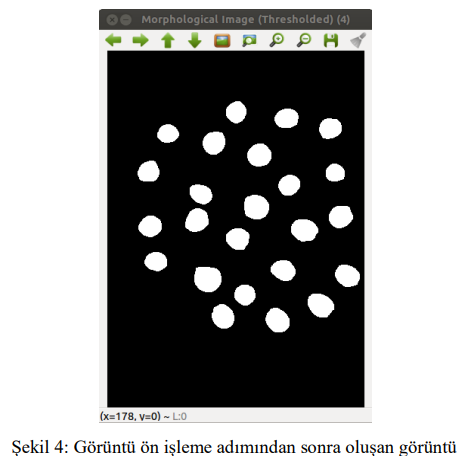 Morphological Image (Thresholded) (4)
(x=178, y=0) ~ L:0
Şekil 4: Görüntü ön işleme adımından sonra oluşan görüntü